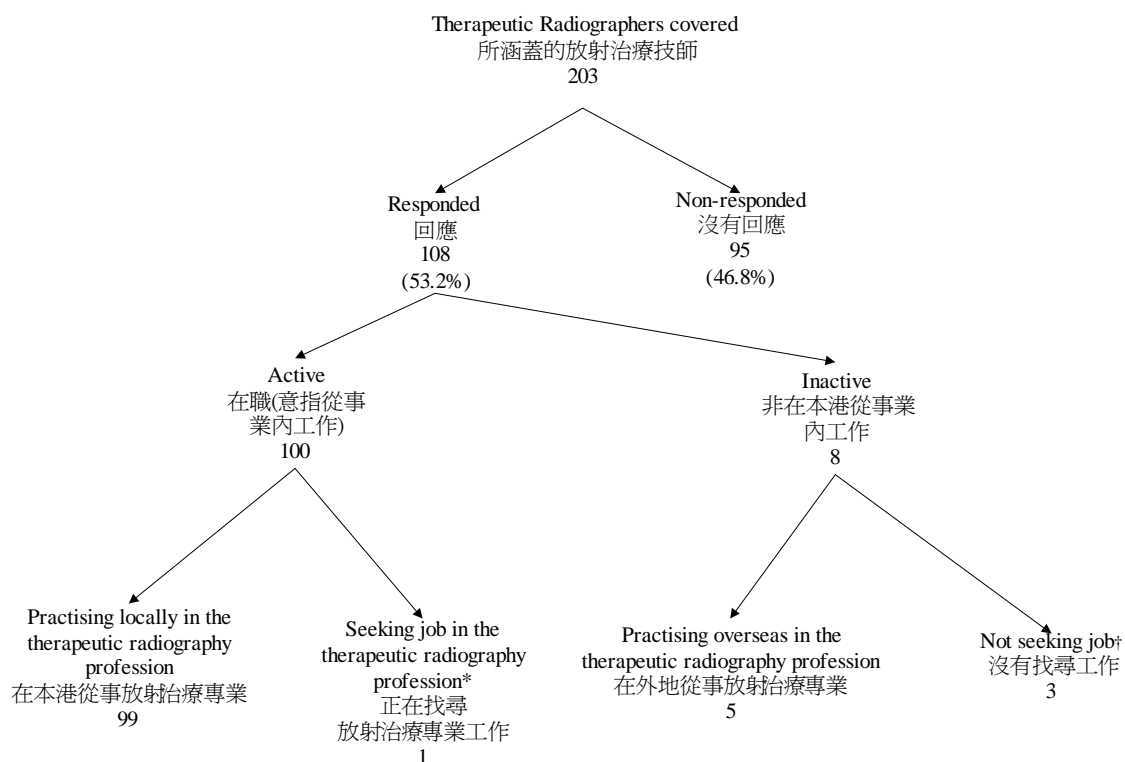 Therapeutic Radiographers covered
所涵蓋的放射治療技師
203
Responded
回應
108
(53.2%)
Non-responded
沒有回應
95
(46.8%)
Active
在職(意指從事
業內工作)
100
Inactive
非在本港從事業
內工作
8
Practising locally in the
therapeutic radiography
profession
在本港從事放射治療專業
99
Seeking job in the
therapeutic radiography
profession*
正在找尋
放射治療專業工作
1
Practising overseas in the
therapeutic radiography profession
在外地從事放射治療專業
5
Not seeking job†
沒有找尋工作
3